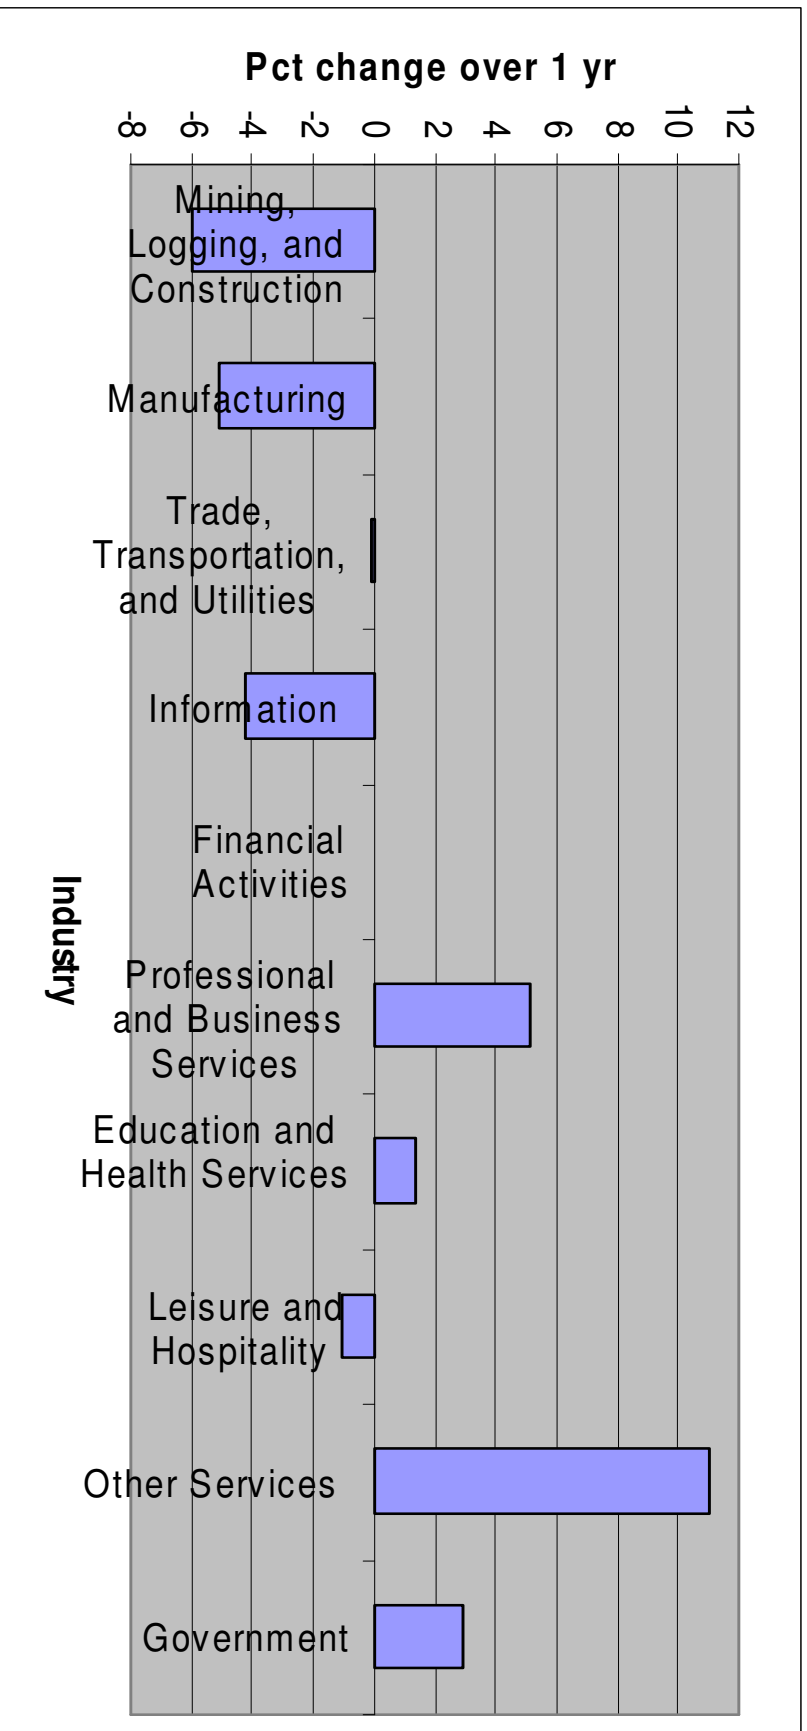 Pct change over 1 yr
-8
-6
-4
-2
0
2
4
6
8
10
12
Mining,
Logging, and
Construction
Manufacturing
Trade,
Transportation,
and Utilities
Information
Financial
Activities
Professional
and Business
Services
Education and
Health Services
Leisure and
Hospitality
Other Services
Government
Industry